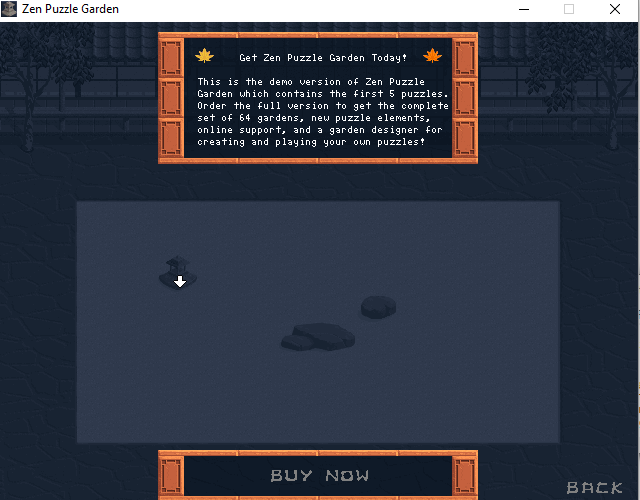 Zen Puzzle Garden
Get Zen Puzzle Garden Today!
This is the demo version of Zen Puzzle
Garden which contains the first 5 puzzles.
Order the full version to get the complete
set of 64 gardens, new puzzle elements,
online support, and a garden designer for
creating and playing your own puzzles!
BUY NOW
BACK